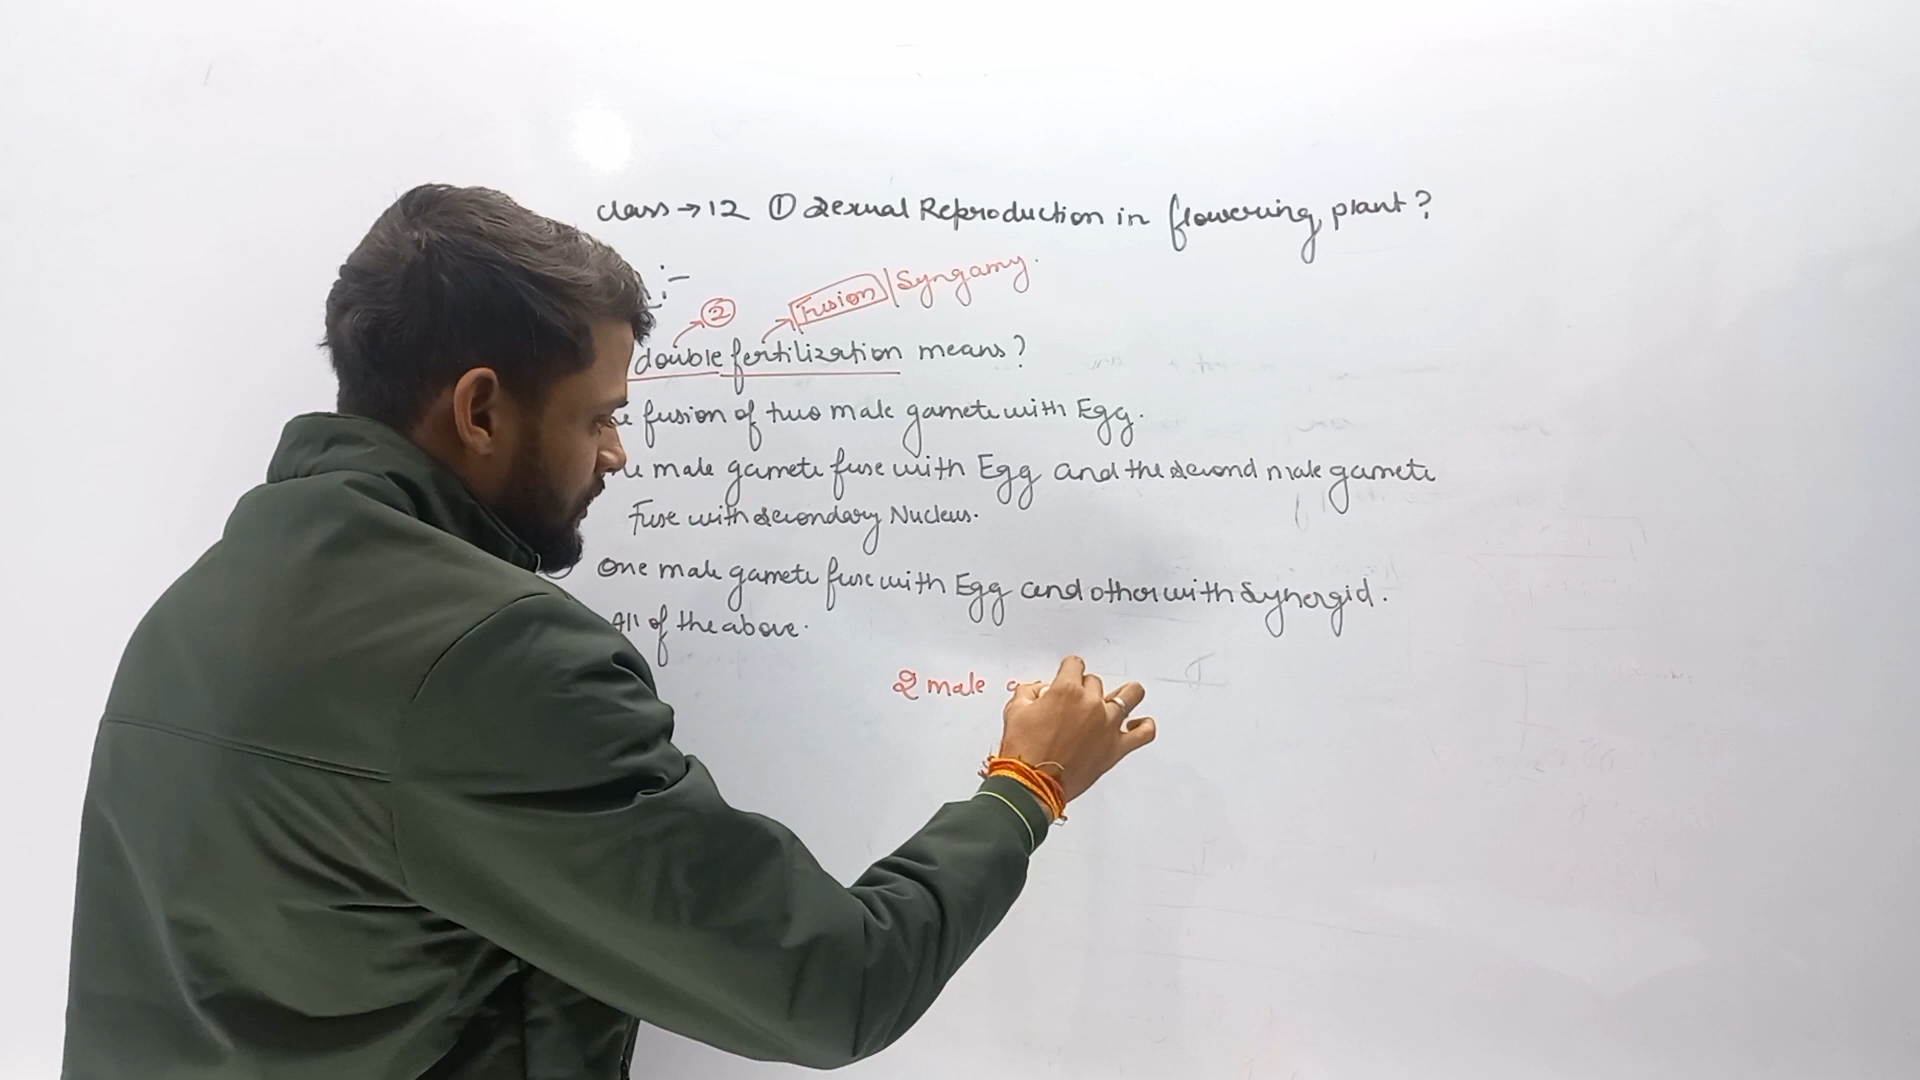 class → 12 ① Sexual Reproduction in flowering plant?
:-
② Fusion | Syngamy.
double fertilization means?
fusion of two male gamete with Egg.
male gamete fuse with Egg and the second male gamete
Fuse with secondary Nucleus.
One male gamete fuse with Egg and other with Synergid.
All of the above.
2 male